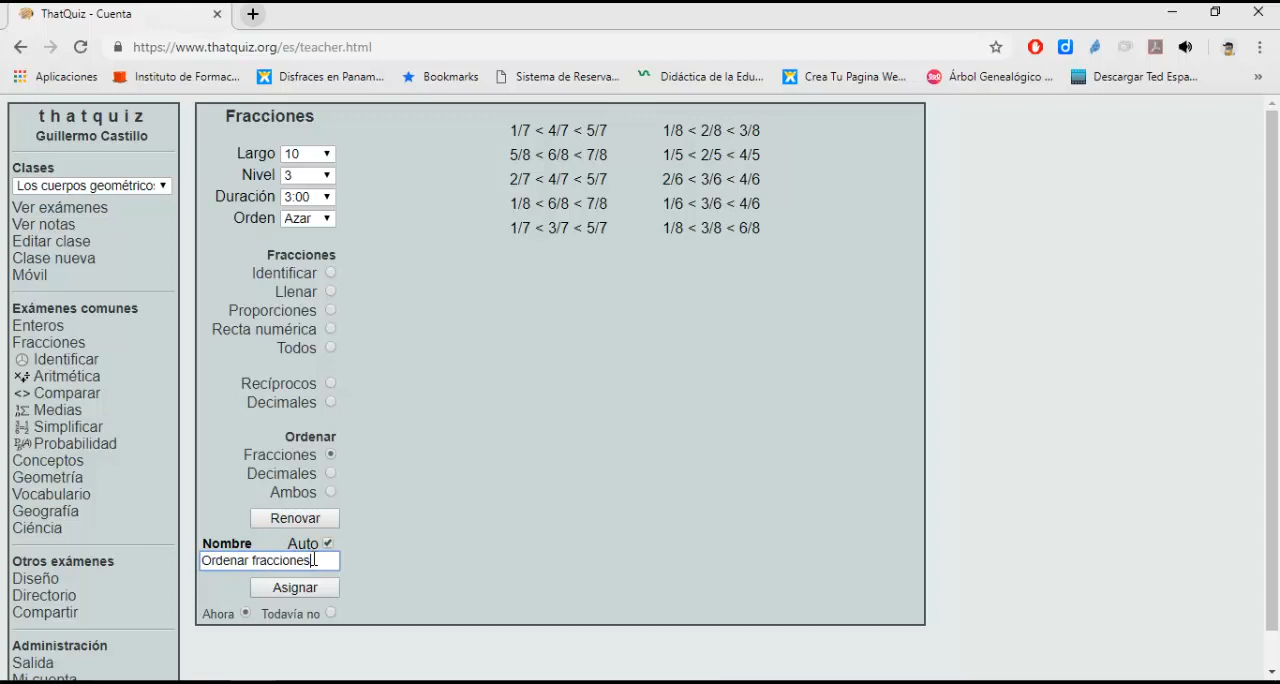 ThatQuiz - Cuenta
https://www.thatquiz.org/es/teacher.html
Aplicaciones
Instituto de Formac...
Disfraces en Panam...
Bookmarks
Sistema de Reserva...
Didáctica de la Edu...
Crea Tu Pagina We...
Árbol Genealógico ...
Descargar Ted Espa...
»
thatquiz
Guillermo Castillo
Clases
Los cuerpos geométrico:
Ver exámenes
Ver notas
Editar clase
Clase nueva
Móvil
Exámenes comunes
Enteros
Fracciones
Identificar
Aritmética
<> Comparar
Medias
Simplificar
Probabilidad
Conceptos
Geometría
Vocabulario
Geografía
Ciéncia
Otros exámenes
Diseño
Directorio
Compartir
Administración
Salida
Mi cuenta
Fracciones
Largo 10
Nivel 3
Duración 3:00
Orden Azar
Fracciones
Identificar
Llenar
Proporciones
Recta numérica
Todos
Recíprocos
Decimales
Ordenar
Fracciones
Decimales
Ambos
Renovar
Nombre Auto
Ordenar fracciones
Asignar
Ahora Todavía no
1/7 < 4/7 < 5/7 1/8 < 2/8 < 3/8
5/8 < 6/8 < 7/8 1/5 < 2/5 < 4/5
2/7 < 4/7 < 5/7 2/6 < 3/6 < 4/6
1/8 < 6/8 < 7/8 1/6 < 3/6 < 4/6
1/7 < 3/7 < 5/7 1/8 < 3/8 < 6/8